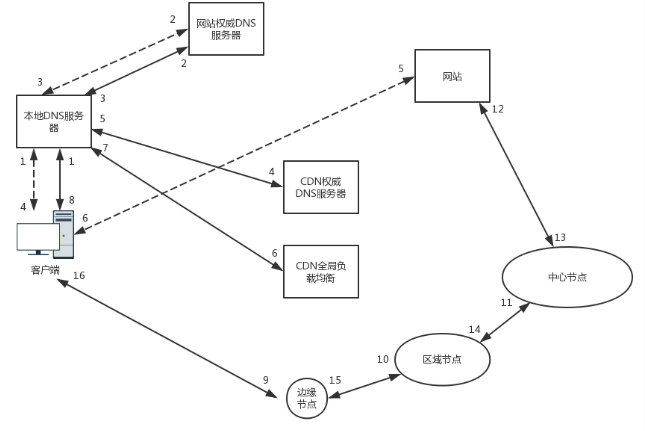 2
网站权威DNS
服务器
2
3
3
本地DNS服务
器
5
7
1
1
4
8
6
客户端
16
4
CDN权威
DNS服务器
6
CDN全局负
载均衡
5
网站
12
13
中心节点
11
14
区域节点
10
15
9
边缘
节点